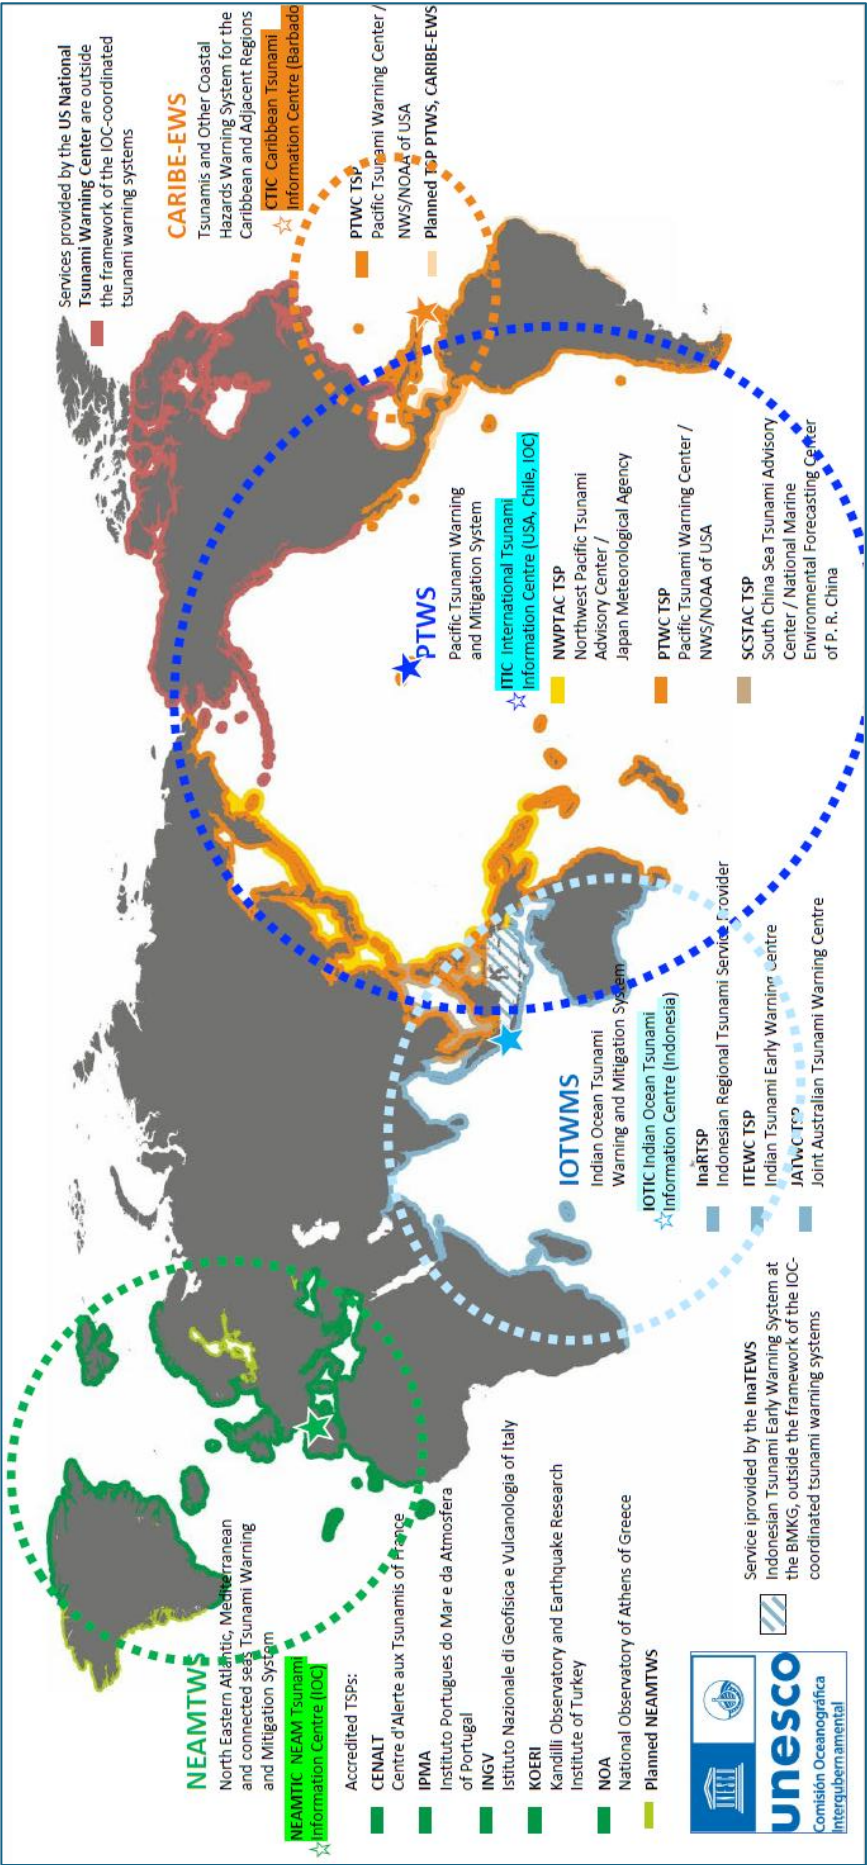 NEAMTWS
North Eastern Atlantic, Mediterranean
and connected seas Tsunami Warning
and Mitigation System
NEAMTIC NEAM Tsunami
Information Centre (IOC)
Accredited TSPs:
CENALT
Centre d'Alerte aux Tsunamis of France
IPMA
Instituto Portugues do Mar e da Atmosfera
of Portugal
INGV
Istituto Nazionale di Geofisica e Vulcanologia of Italy
KOERI
Kandilli Observatory and Earthquake Research
Institute of Turkey
NOA
National Observatory of Athens of Greece
Planned NEAMTWS
unesco
Comisión Oceanográfica
Intergubernamental
Service iprovided by the InaTEWS
Indonesian Tsunami Early Warning System at
the BMKG, outside the framework of the IOC-
coordinated tsunami warning systems
IOTWMS
Indian Ocean Tsunami
Warning and Mitigation System
IOTIC Indian Ocean Tsunami
Information Centre (Indonesia)
InaRTSP
Indonesian Regional Tsunami Service Provider
ITEWC TSP
Indian Tsunami Early Warning Centre
JATWC TSP
Joint Australian Tsunami Warning Centre
PTWS
Pacific Tsunami Warning
and Mitigation System
ITIC International Tsunami
Information Centre (USA, Chile, IOC)
NWPTAC TSP
Northwest Pacific Tsunami
Advisory Center /
Japan Meteorological Agency
PTWC TSP
Pacific Tsunami Warning Center /
NWS/NOAA of USA
SCSTAC TSP
South China Sea Tsunami Advisory
Center / National Marine
Environmental Forecasting Center
of P. R. China
Services provided by the US National
Tsunami Warning Center are outside
the framework of the IOC-coordinated
tsunami warning systems
CARIBE-EWS
Tsunamis and Other Coastal
Hazards Warning System for the
Caribbean and Adjacent Regions
CTIC Caribbean Tsunami
Information Centre (Barbado
PTWC TSP
Pacific Tsunami Warning Center /
NWS/NOAA of USA
Planned TSP PTWS, CARIBE-EWS